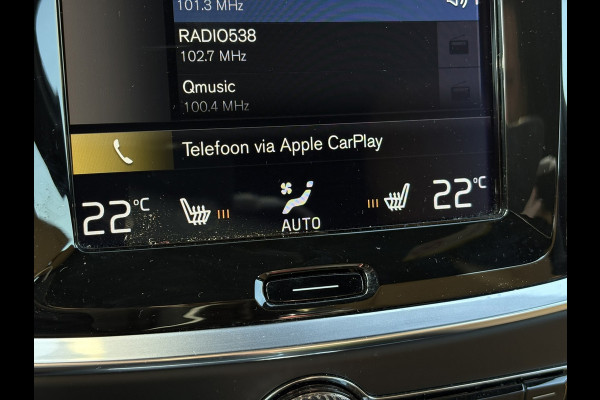 101.3 MHz
RADIO538
102.7 MHz
Qmusic
100.4 MHz
Telefoon via Apple CarPlay
22°C
AUTO
22°C